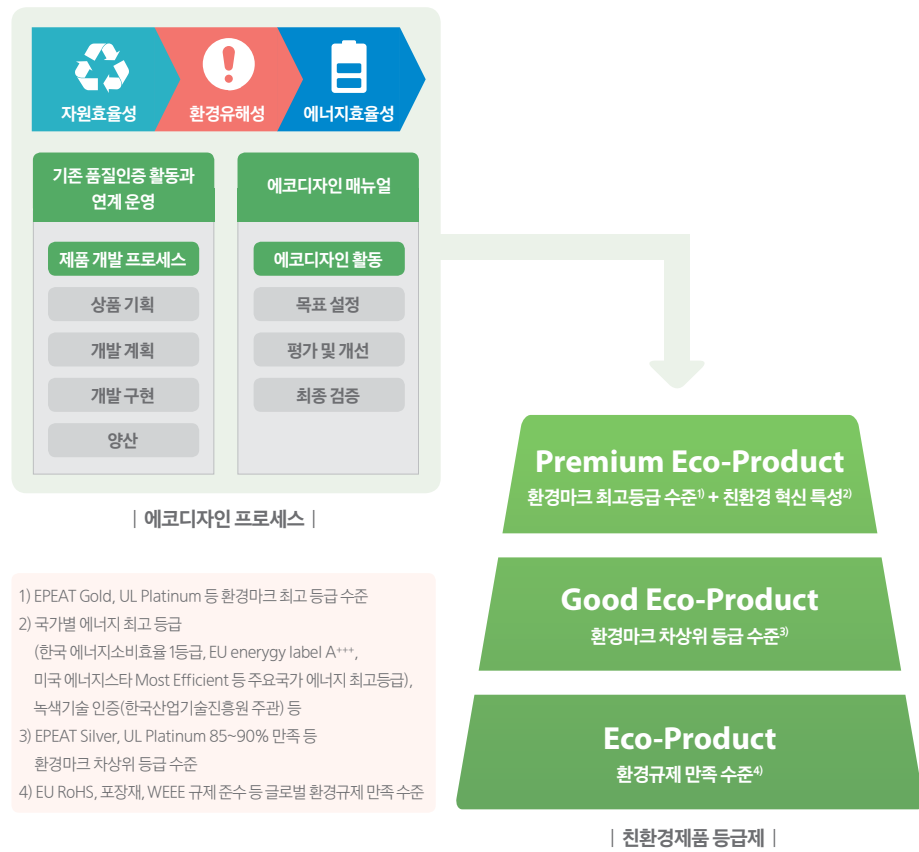 자원효율성
환경유해성
에너지효율성
기존 품질인증 활동과
연계 운영
제품 개발 프로세스
상품 기획
개발 계획
개발 구현
양산
에코디자인 매뉴얼
에코디자인 활동
목표 설정
평가 및 개선
최종 검증
| 에코디자인 프로세스 |
Premium Eco-Product
환경마크 최고등급 수준1) + 친환경 혁신 특성2)
Good Eco-Product
환경마크 차상위 등급 수준3)
Eco-Product
환경규제 만족 수준4)
| 친환경제품 등급제 |
1) EPEAT Gold, UL Platinum 등 환경마크 최고 등급 수준
2) 국가별 에너지 최고 등급
(한국 에너지소비효율 1등급, EU enerygy label A+++,
미국 에너지스타 Most Efficient 등 주요국가 에너지 최고등급),
녹색기술 인증(한국산업기술진흥원 주관) 등
3) EPEAT Silver, UL Platinum 85~90% 만족 등
환경마크 차상위 등급 수준
4) EU RoHS, 포장재, WEEE 규제 준수 등 글로벌 환경규제 만족 수준